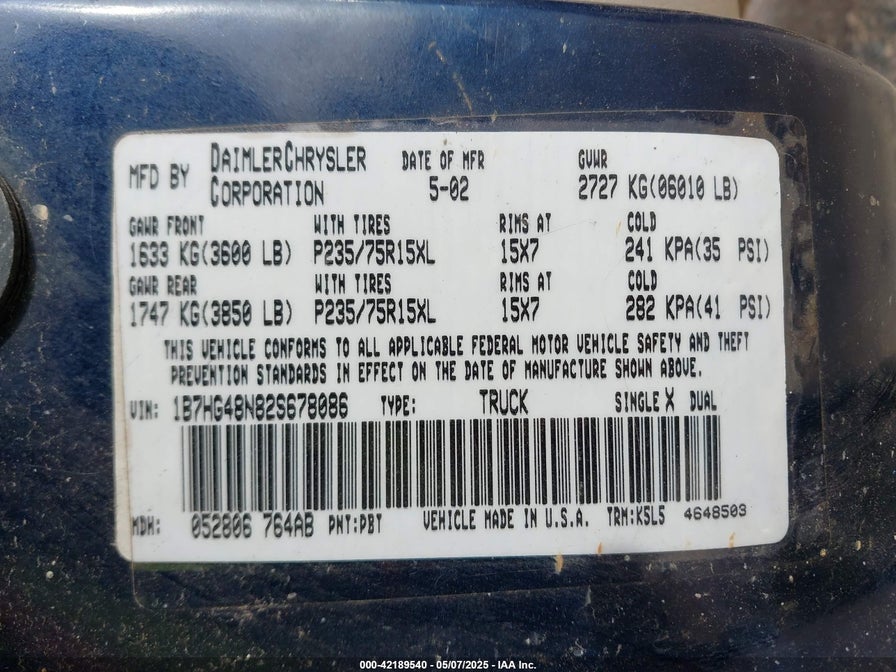 MFD BY DAIMLERCHRYSLER CORPORATION DATE OF MFR 5-02 GVWR 2727 KG(06010 LB)
GAWR FRONT WITH TIRES RIMS AT COLD
1633 KG(3600 LB) P235/75R15XL 15X7 241 KPA(35 PSI)
GAWR REAR WITH TIRES RIMS AT COLD
1747 KG(3850 LB) P235/75R15XL 15X7 282 KPA(41 PSI)
THIS VEHICLE CONFORMS TO ALL APPLICABLE FEDERAL MOTOR VEHICLE SAFETY AND THEFT
PREVENTION STANDARDS IN EFFECT ON THE DATE OF MANUFACTURE SHOWN ABOVE.
VIN: 1B7HG48N82S678086 TYPE: TRUCK SINGLE X DUAL
MDH: 052806 764AB PNT:PBT VEHICLE MADE IN U.S.A. TRM:K5L5 4648503
000-42189540 - 05/07/2025 - IAA Inc.